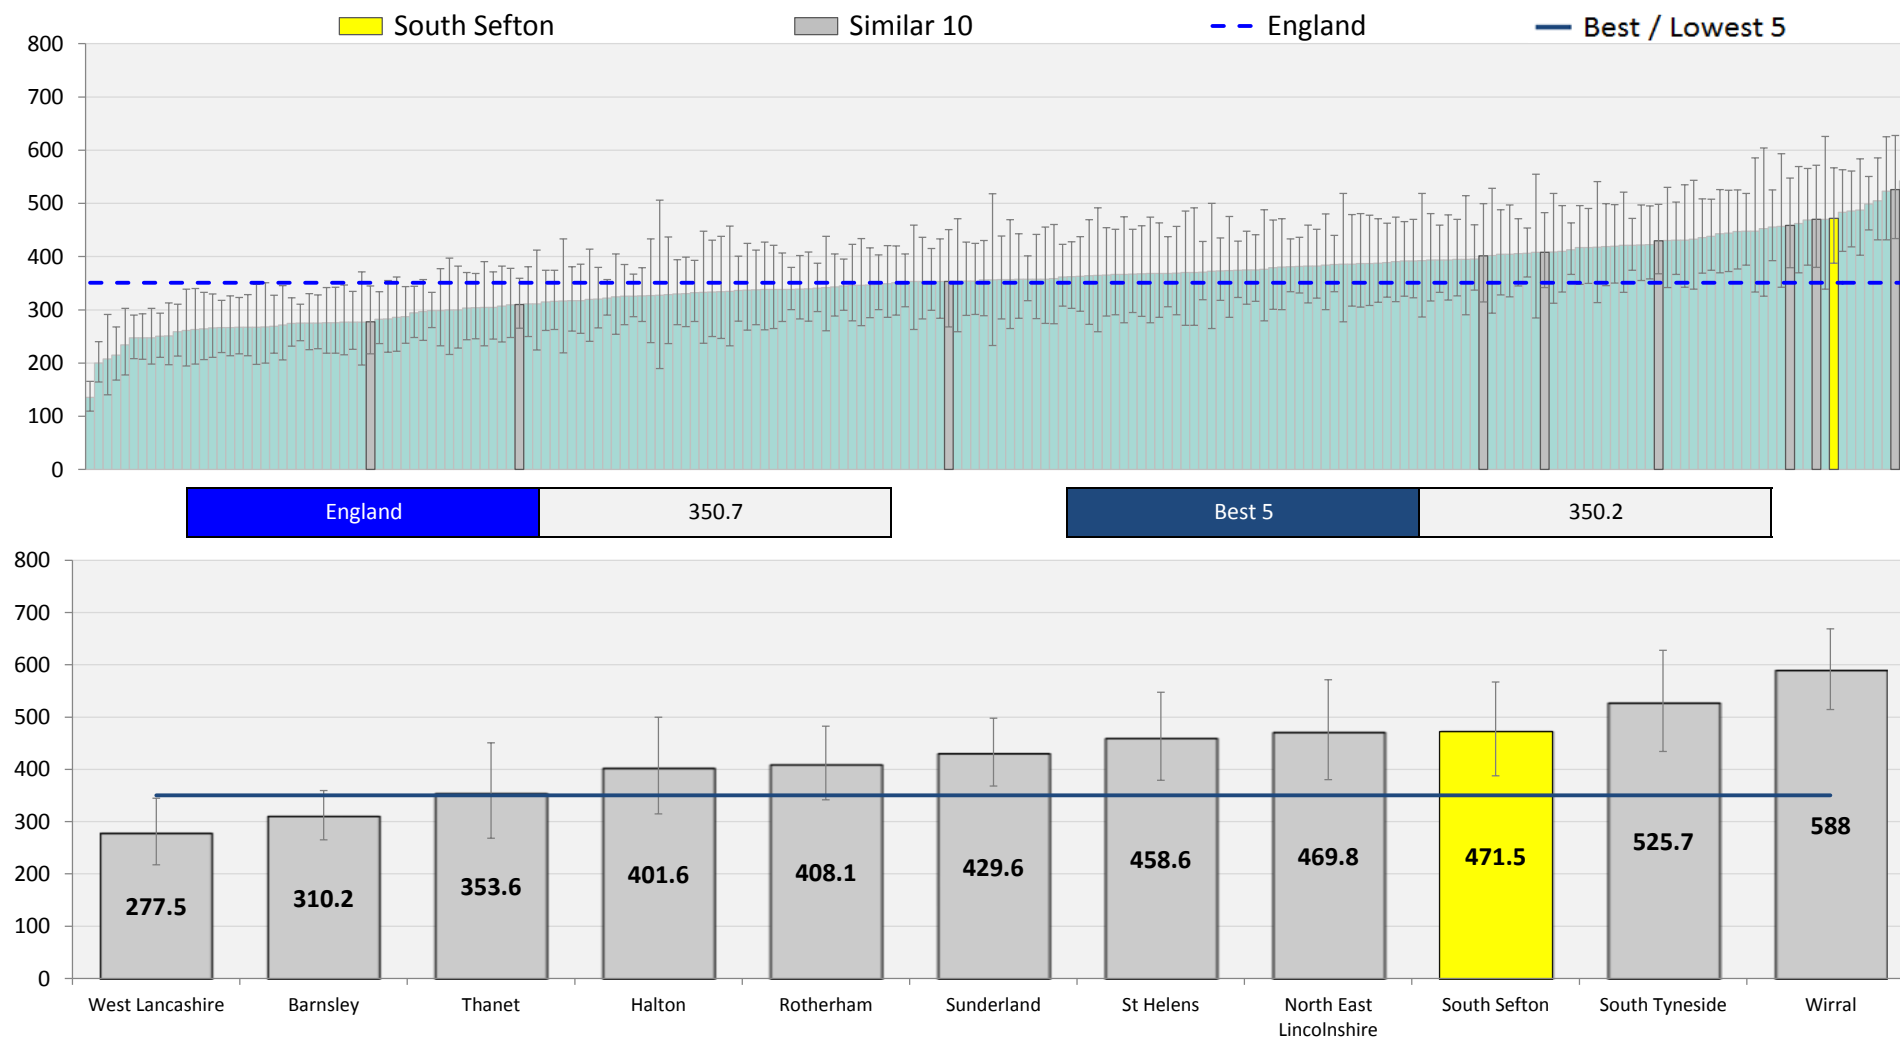 South Sefton
Similar 10
England
Best / Lowest 5
800
700
600
500
400
300
200
100
0
England
350.7
Best 5
350.2
800
700
600
500
400
300
200
100
0
277.5
310.2
353.6
401.6
408.1
429.6
458.6
469.8
471.5
525.7
588
West Lancashire
Barnsley
Thanet
Halton
Rotherham
Sunderland
St Helens
North East
Lincolnshire
South Sefton
South Tyneside
Wirral